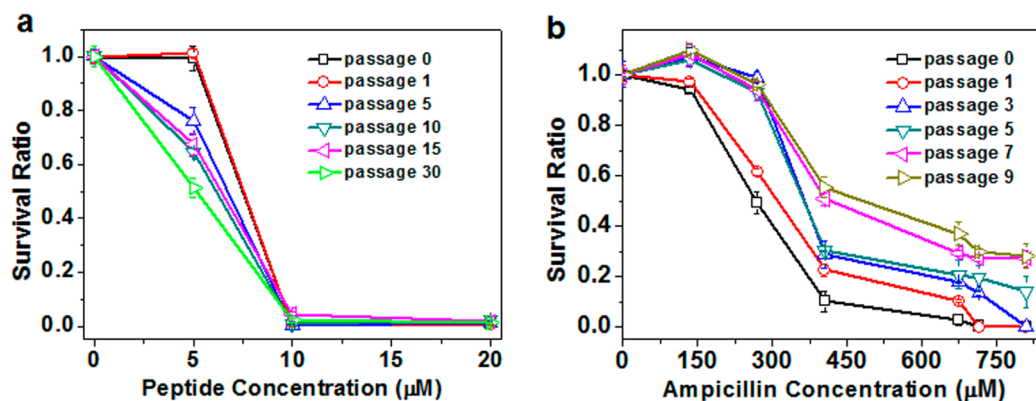 a
Survival Ratio
1.0
0.8
0.6
0.4
0.2
0.0
passage 0
passage 1
passage 5
passage 10
passage 15
passage 30
0 5 10 15 20
Peptide Concentration (μM)
b
Survival Ratio
1.0
0.8
0.6
0.4
0.2
0.0
passage 0
passage 1
passage 3
passage 5
passage 7
passage 9
0 150 300 450 600 750
Ampicillin Concentration (μM)